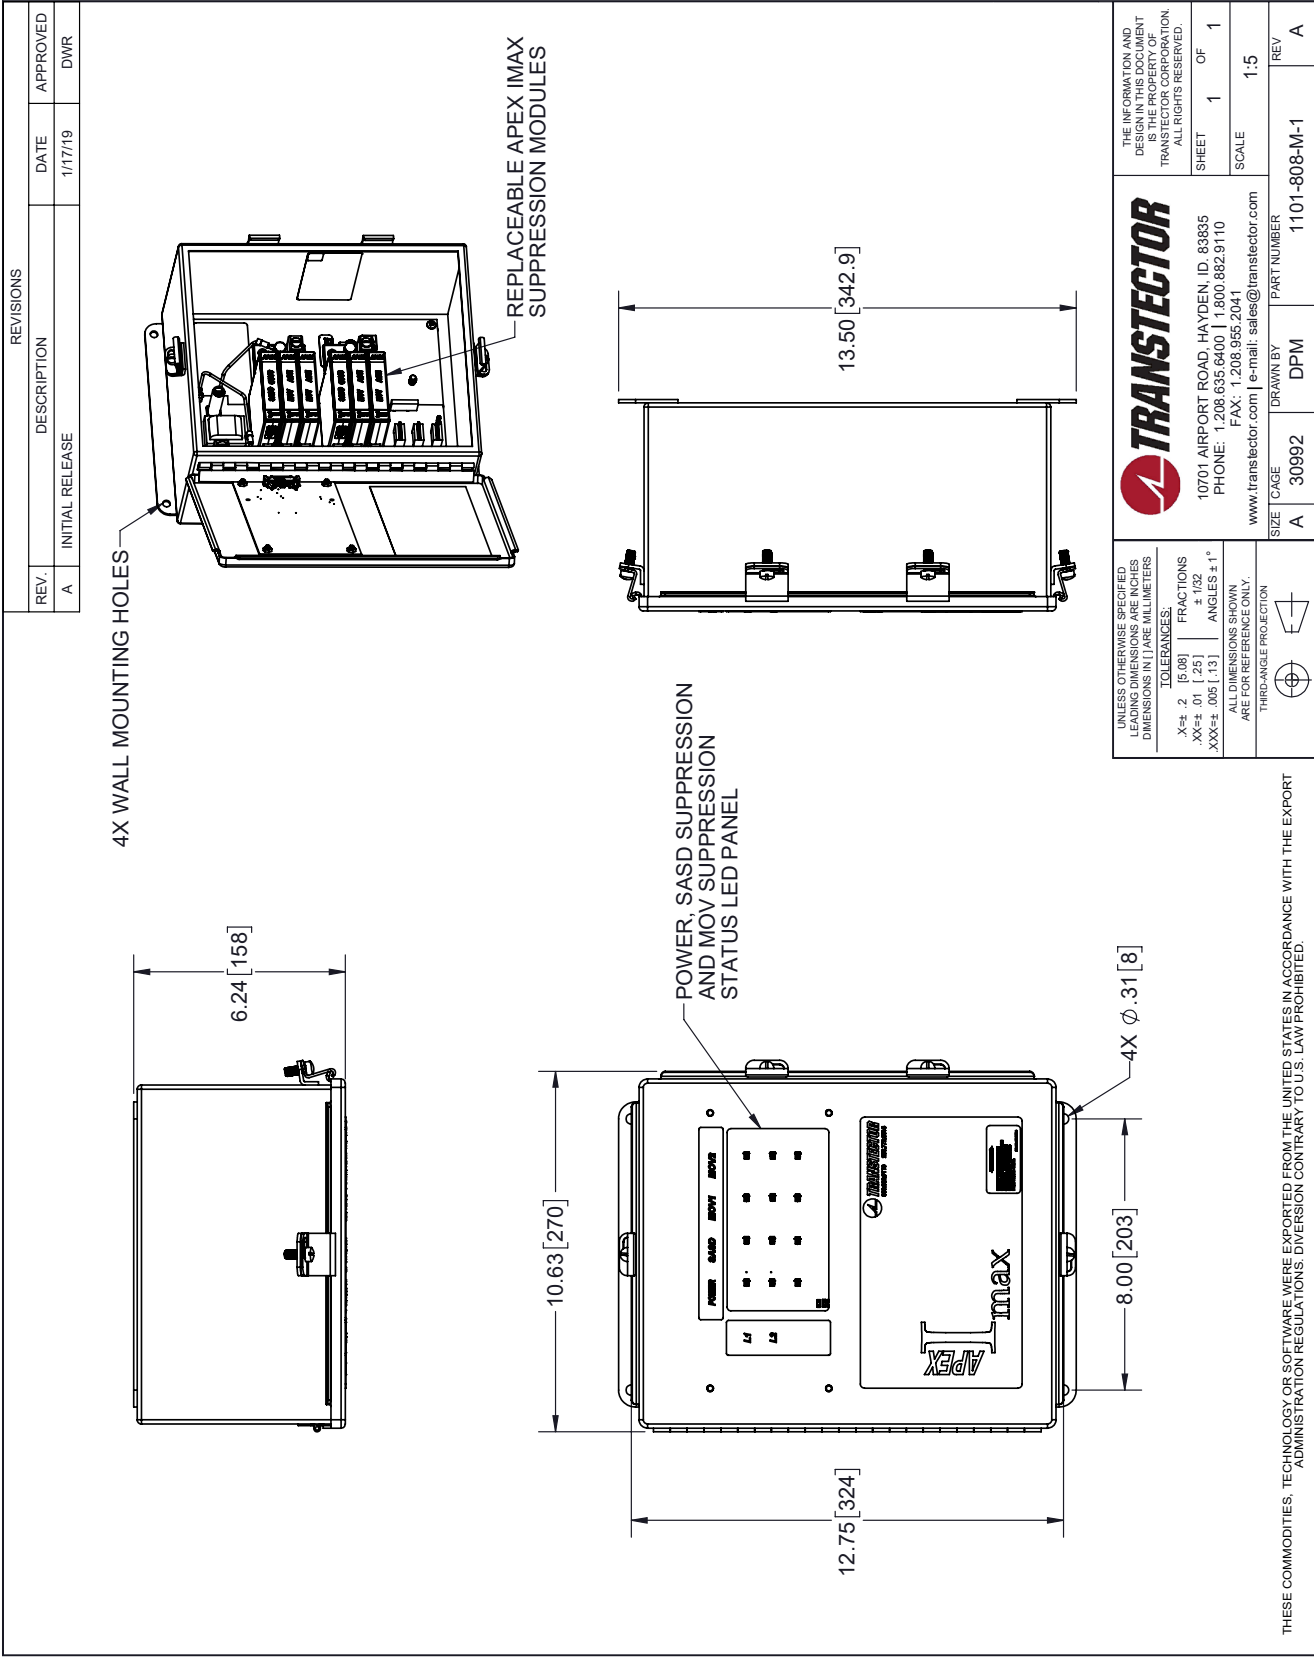 REVISIONS
REV.
DESCRIPTION
DATE
APPROVED
A
INITIAL RELEASE
1/17/19
DWR
4X WALL MOUNTING HOLES
REPLACEABLE APEX IMAX
SUPPRESSION MODULES
6.24 [158]
13.50 [342.9]
10.63 [270]
POWER, SASD SUPPRESSION
AND MOV SUPPRESSION
STATUS LED PANEL
POWER SASD MOV1 MOV2
L1
L2
TRANSTECTOR
APEX Imax
12.75 [324]
8.00 [203]
4X ∅ .31 [8]
UNLESS OTHERWISE SPECIFIED
LEADING DIMENSIONS ARE INCHES
DIMENSIONS IN [ ] ARE MILLIMETERS
TOLERANCES:
.X=± .2 [5.08]
.XX=± .01 [.25]
.XXX=± .005 [.13]
FRACTIONS
± 1/32
ANGLES ± 1°
ALL DIMENSIONS SHOWN
ARE FOR REFERENCE ONLY.
THIRD-ANGLE PROJECTION
TRANSTECTOR
10701 AIRPORT ROAD, HAYDEN, ID. 83835
PHONE: 1.208.635.6400 | 1.800.882.9110
FAX: 1.208.955.2041
www.transtector.com | e-mail: sales@transtector.com
THE INFORMATION AND
DESIGN IN THIS DOCUMENT
IS THE PROPERTY OF
TRANSTECTOR CORPORATION.
ALL RIGHTS RESERVED.
SHEET 1 OF 1
SCALE 1:5
SIZE A
CAGE 30992
DRAWN BY DPM
PART NUMBER 1101-808-M-1
REV A
THESE COMMODITIES, TECHNOLOGY OR SOFTWARE WERE EXPORTED FROM THE UNITED STATES IN ACCORDANCE WITH THE EXPORT
ADMINISTRATION REGULATIONS. DIVERSION CONTRARY TO U.S. LAW PROHIBITED.